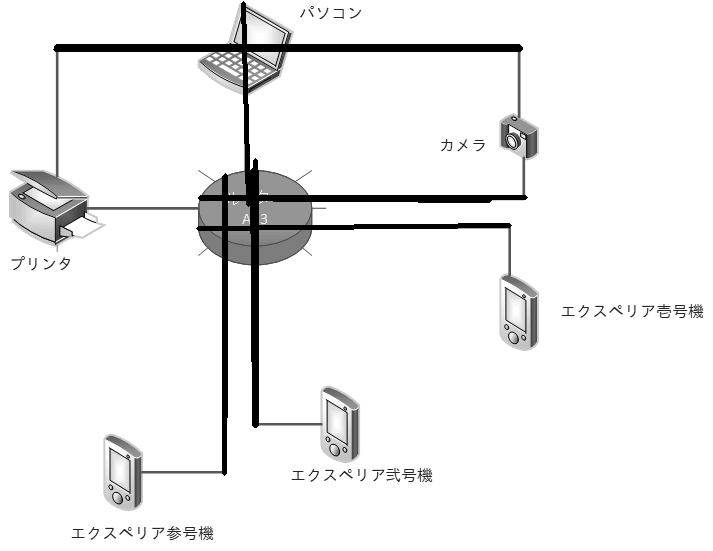 パソコン
カメラ
プリンタ
エクスペリア壱号機
エクスペリア弐号機
エクスペリア参号機